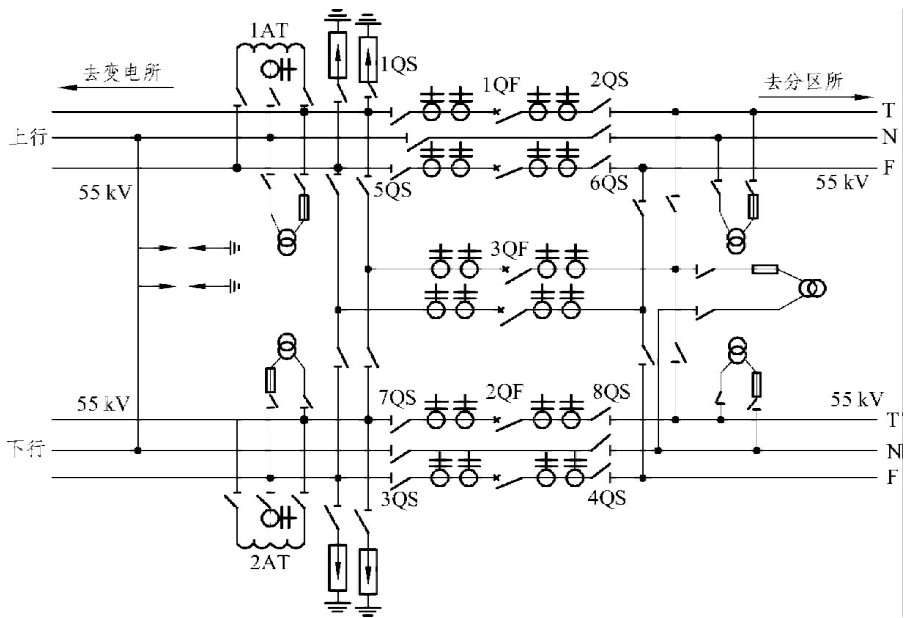 1AT
1QS
去变电所
1QF
2QS
去分区所
T
上行
N
F
55 kV
5QS
6QS
55 kV
3QF
55 kV
7QS
2QF
8QS
55 kV
T'
下行
N'
F
3QS
4QS
2AT